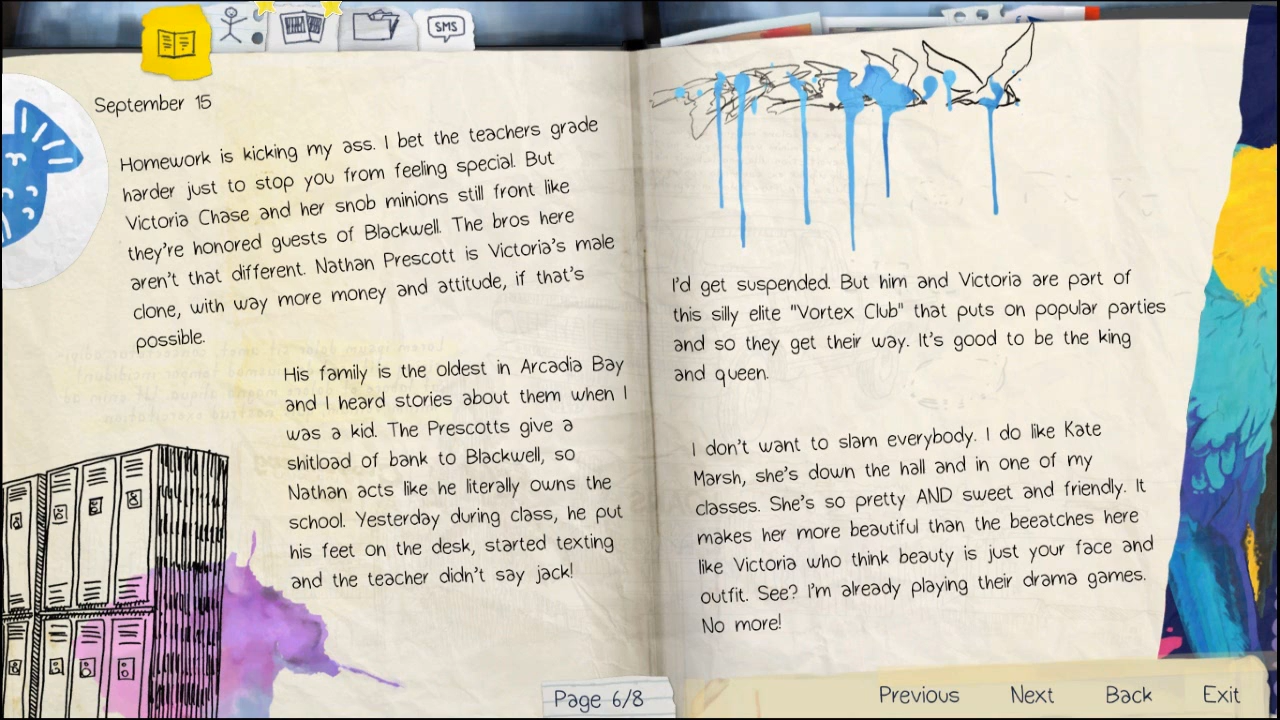 SMS
September 15
Homework is kicking my ass. I bet the teachers grade
harder just to stop you from feeling special. But
Victoria Chase and her snob minions still front like
they're honored guests of Blackwell. The bros here
aren't that different. Nathan Prescott is Victoria's male
clone, with way more money and attitude, if that's
possible.
His family is the oldest in Arcadia Bay
and I heard stories about them when I
was a kid. The Prescotts give a
shitload of bank to Blackwell, so
Nathan acts like he literally owns the
school. Yesterday during class, he put
his feet on the desk, started texting
and the teacher didn't say jack!
I'd get suspended. But him and Victoria are part of
this silly elite "Vortex Club" that puts on popular parties
and so they get their way. It's good to be the king
and queen.
I don't want to slam everybody. I do like Kate
Marsh, she's down the hall and in one of my
classes. She's so pretty AND sweet and friendly. It
makes her more beautiful than the beeatches here
like Victoria who think beauty is just your face and
outfit. See? I'm already playing their drama games.
No more!
Page 6/8
Previous Next Back Exit